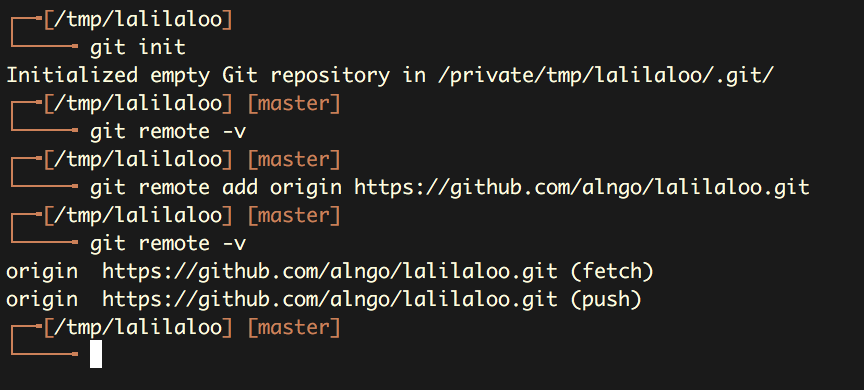 [/tmp/lalilaloo]
git init
Initialized empty Git repository in /private/tmp/lalilaloo/.git/
[/tmp/lalilaloo] [master]
git remote -v
[/tmp/lalilaloo] [master]
git remote add origin https://github.com/alngo/lalilaloo.git
[/tmp/lalilaloo] [master]
git remote -v
origin  https://github.com/alngo/lalilaloo.git (fetch)
origin  https://github.com/alngo/lalilaloo.git (push)
[/tmp/lalilaloo] [master]